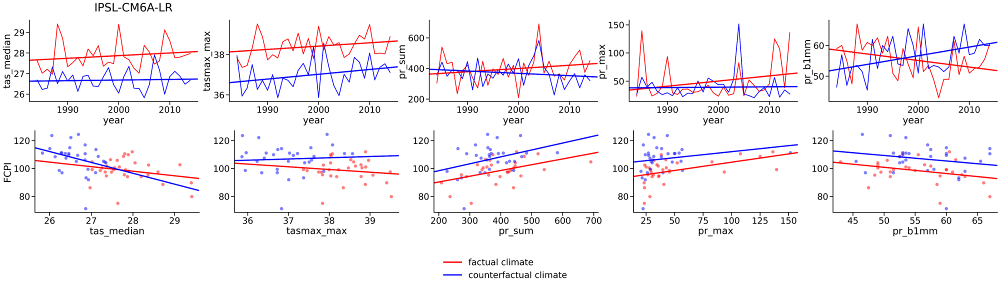 IPSL-CM6A-LR
tas_median
29
28
27
26
1990 2000 2010
year
tasmax_max
38
36
1990 2000 2010
year
pr_sum
600
400
200
1990 2000 2010
year
pr_max
150
100
50
1990 2000 2010
year
pr_b1mm
60
50
1990 2000 2010
year
FCPI
120
100
80
26 27 28 29
tas_median
120
100
80
36 37 38 39
tasmax_max
120
100
80
200 300 400 500 600 700
pr_sum
120
100
80
25 50 75 100 125 150
pr_max
120
100
80
45 50 55 60 65
pr_b1mm
factual climate
counterfactual climate